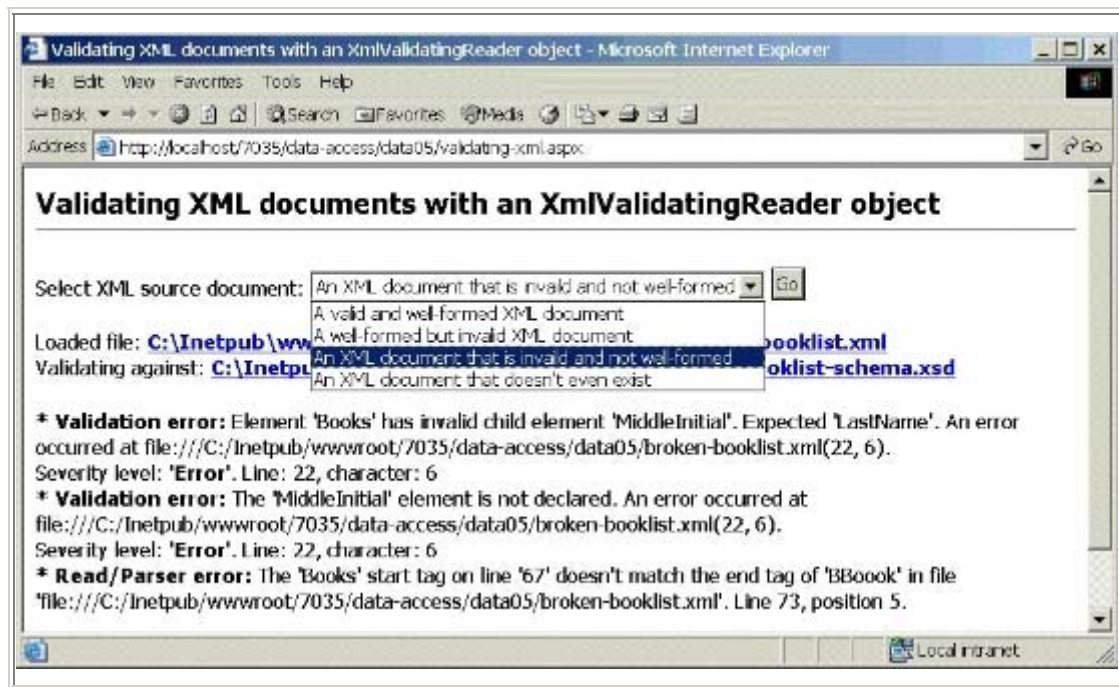 Validating XML documents with an XmlValidatingReader object - Microsoft Internet Explorer
File Edit View Favorites Tools Help
Back Search Favorites Media
Address http://localhost/7035/data-access/data05/validating-xml.aspx Go
Validating XML documents with an XmlValidatingReader object
Select XML source document: An XML document that is invalid and not well-formed Go
A valid and well-formed XML document
A well-formed but invalid XML document
An XML document that is invalid and not well-formed
An XML document that doesn't even exist
Loaded file: C:\Inetpub\ww ooklist.xml
Validating against: C:\Inetpu oklist-schema.xsd
* Validation error: Element 'Books' has invalid child element 'MiddleInitial'. Expected 'LastName'. An error
occurred at file:///C:/Inetpub/wwwroot/7035/data-access/data05/broken-booklist.xml(22, 6).
Severity level: 'Error'. Line: 22, character: 6
* Validation error: The 'MiddleInitial' element is not declared. An error occurred at
file:///C:/Inetpub/wwwroot/7035/data-access/data05/broken-booklist.xml(22, 6).
Severity level: 'Error'. Line: 22, character: 6
* Read/Parser error: The 'Books' start tag on line '67' doesn't match the end tag of 'BBoook' in file
'file:///C:/Inetpub/wwwroot/7035/data-access/data05/broken-booklist.xml'. Line 73, position 5.
Local intranet